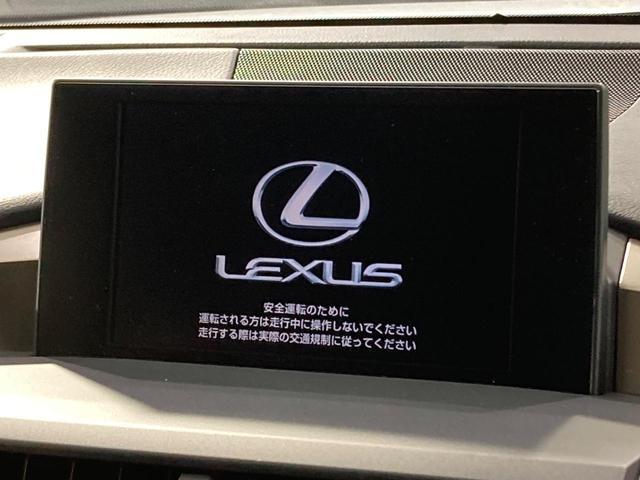 LEXUS
安全運転のために
運転される方は走行中に操作しないでください
走行する際は実際の交通規制に従ってください